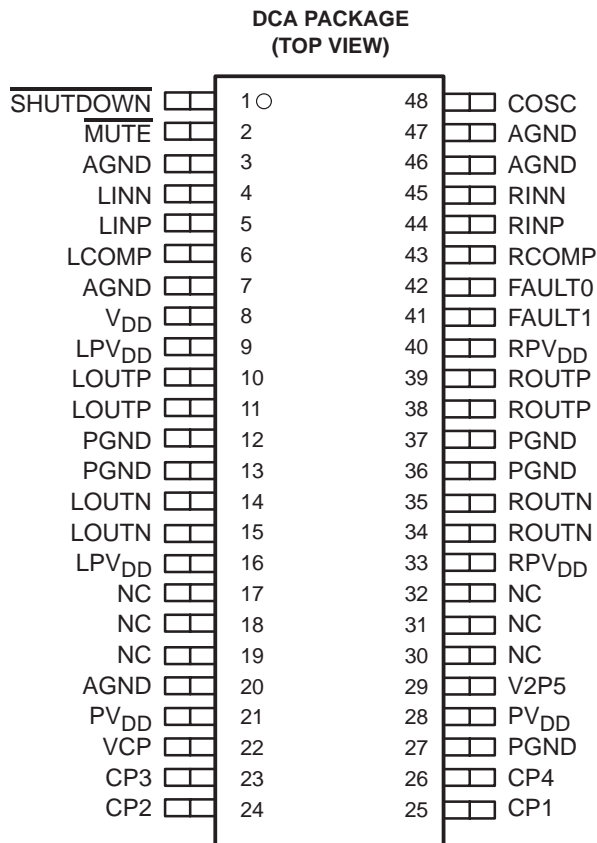 DCA PACKAGE
(TOP VIEW)
SHUTDOWN 1 48 COSC
MUTE 2 47 AGND
AGND 3 46 AGND
LINN 4 45 RINN
LINP 5 44 RINP
LCOMP 6 43 RCOMP
AGND 7 42 FAULT0
VDD 8 41 FAULT1
LPVDD 9 40 RPVDD
LOUTP 10 39 ROUTP
LOUTP 11 38 ROUTP
PGND 12 37 PGND
PGND 13 36 PGND
LOUTN 14 35 ROUTN
LOUTN 15 34 ROUTN
LPVDD 16 33 RPVDD
NC 17 32 NC
NC 18 31 NC
NC 19 30 NC
AGND 20 29 V2P5
PVDD 21 28 PVDD
VCP 22 27 PGND
CP3 23 26 CP4
CP2 24 25 CP1